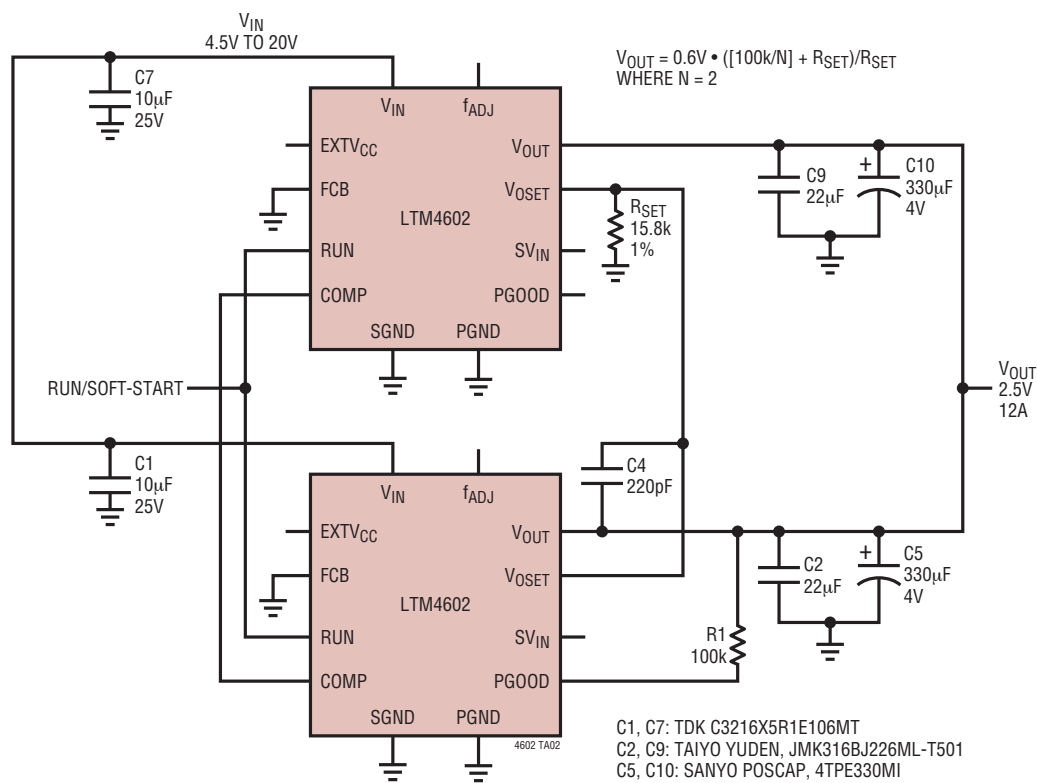 VIN
4.5V TO 20V
VOUT = 0.6V • ([100k/N] + RSET)/RSET
WHERE N = 2
C7
10µF
25V
VIN
fADJ
EXTVCC
FCB
RUN
COMP
LTM4602
VOUT
VOSET
SVIN
PGOOD
SGND
PGND
RSET
15.8k
1%
C9
22µF
+
C10
330µF
4V
RUN/SOFT-START
VOUT
2.5V
12A
C1
10µF
25V
C4
220pF
VIN
fADJ
EXTVCC
FCB
RUN
COMP
LTM4602
VOUT
VOSET
SVIN
PGOOD
SGND
PGND
R1
100k
C2
22µF
+
C5
330µF
4V
4602 TA02
C1, C7: TDK C3216X5R1E106MT
C2, C9: TAIYO YUDEN, JMK316BJ226ML-T501
C5, C10: SANYO POSCAP, 4TPE330MI